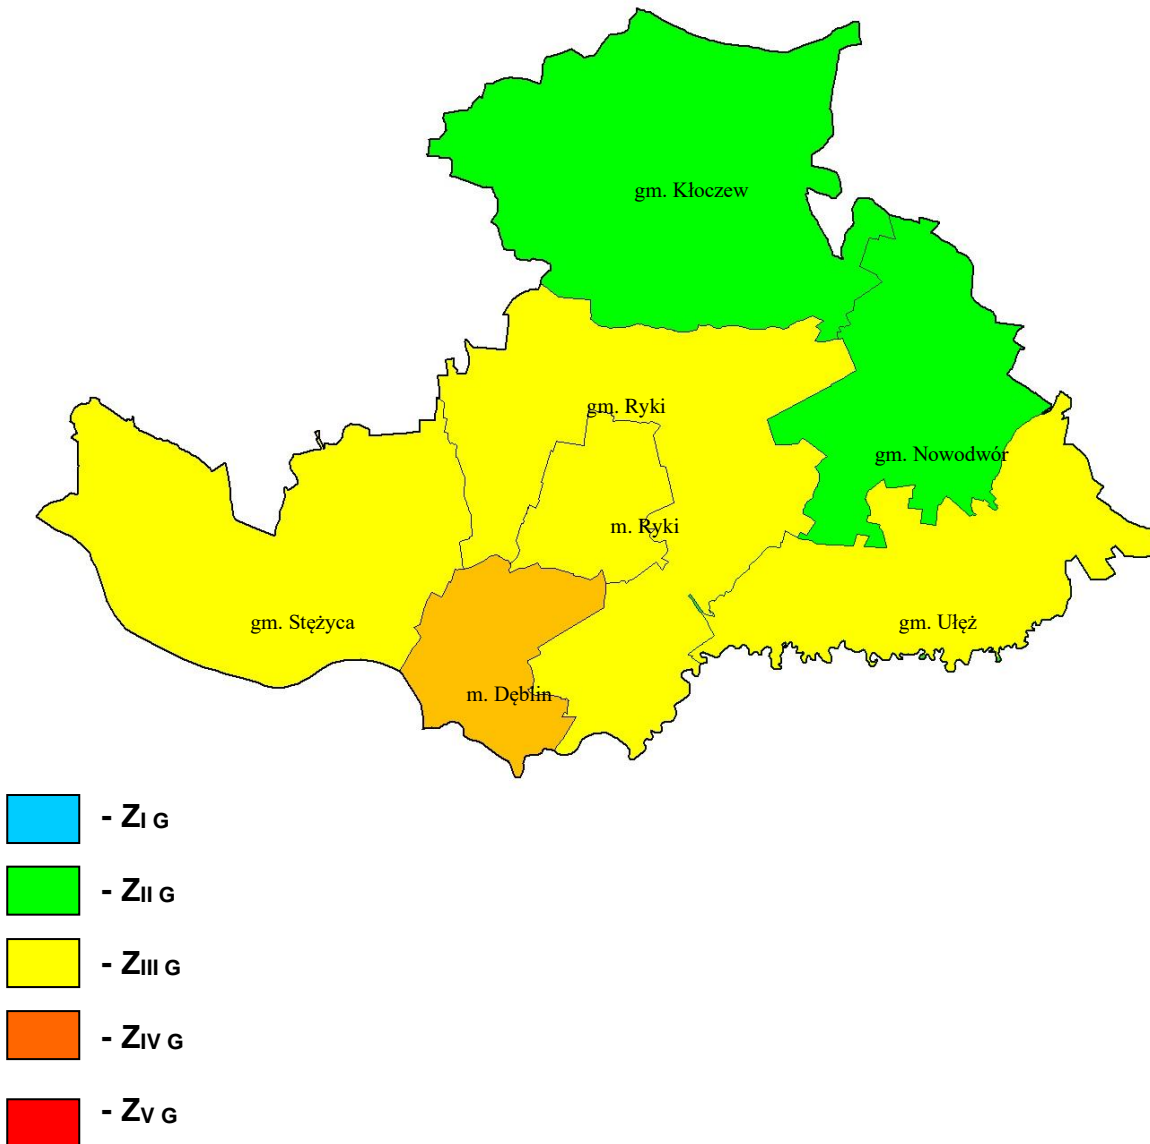 gm. Kłoczew
gm. Ryki
gm. Nowodwór
m. Ryki
gm. Stężyca
gm. Ułęż
m. Dęblin
- ZI G
- ZII G
- ZIII G
- ZIV G
- ZV G